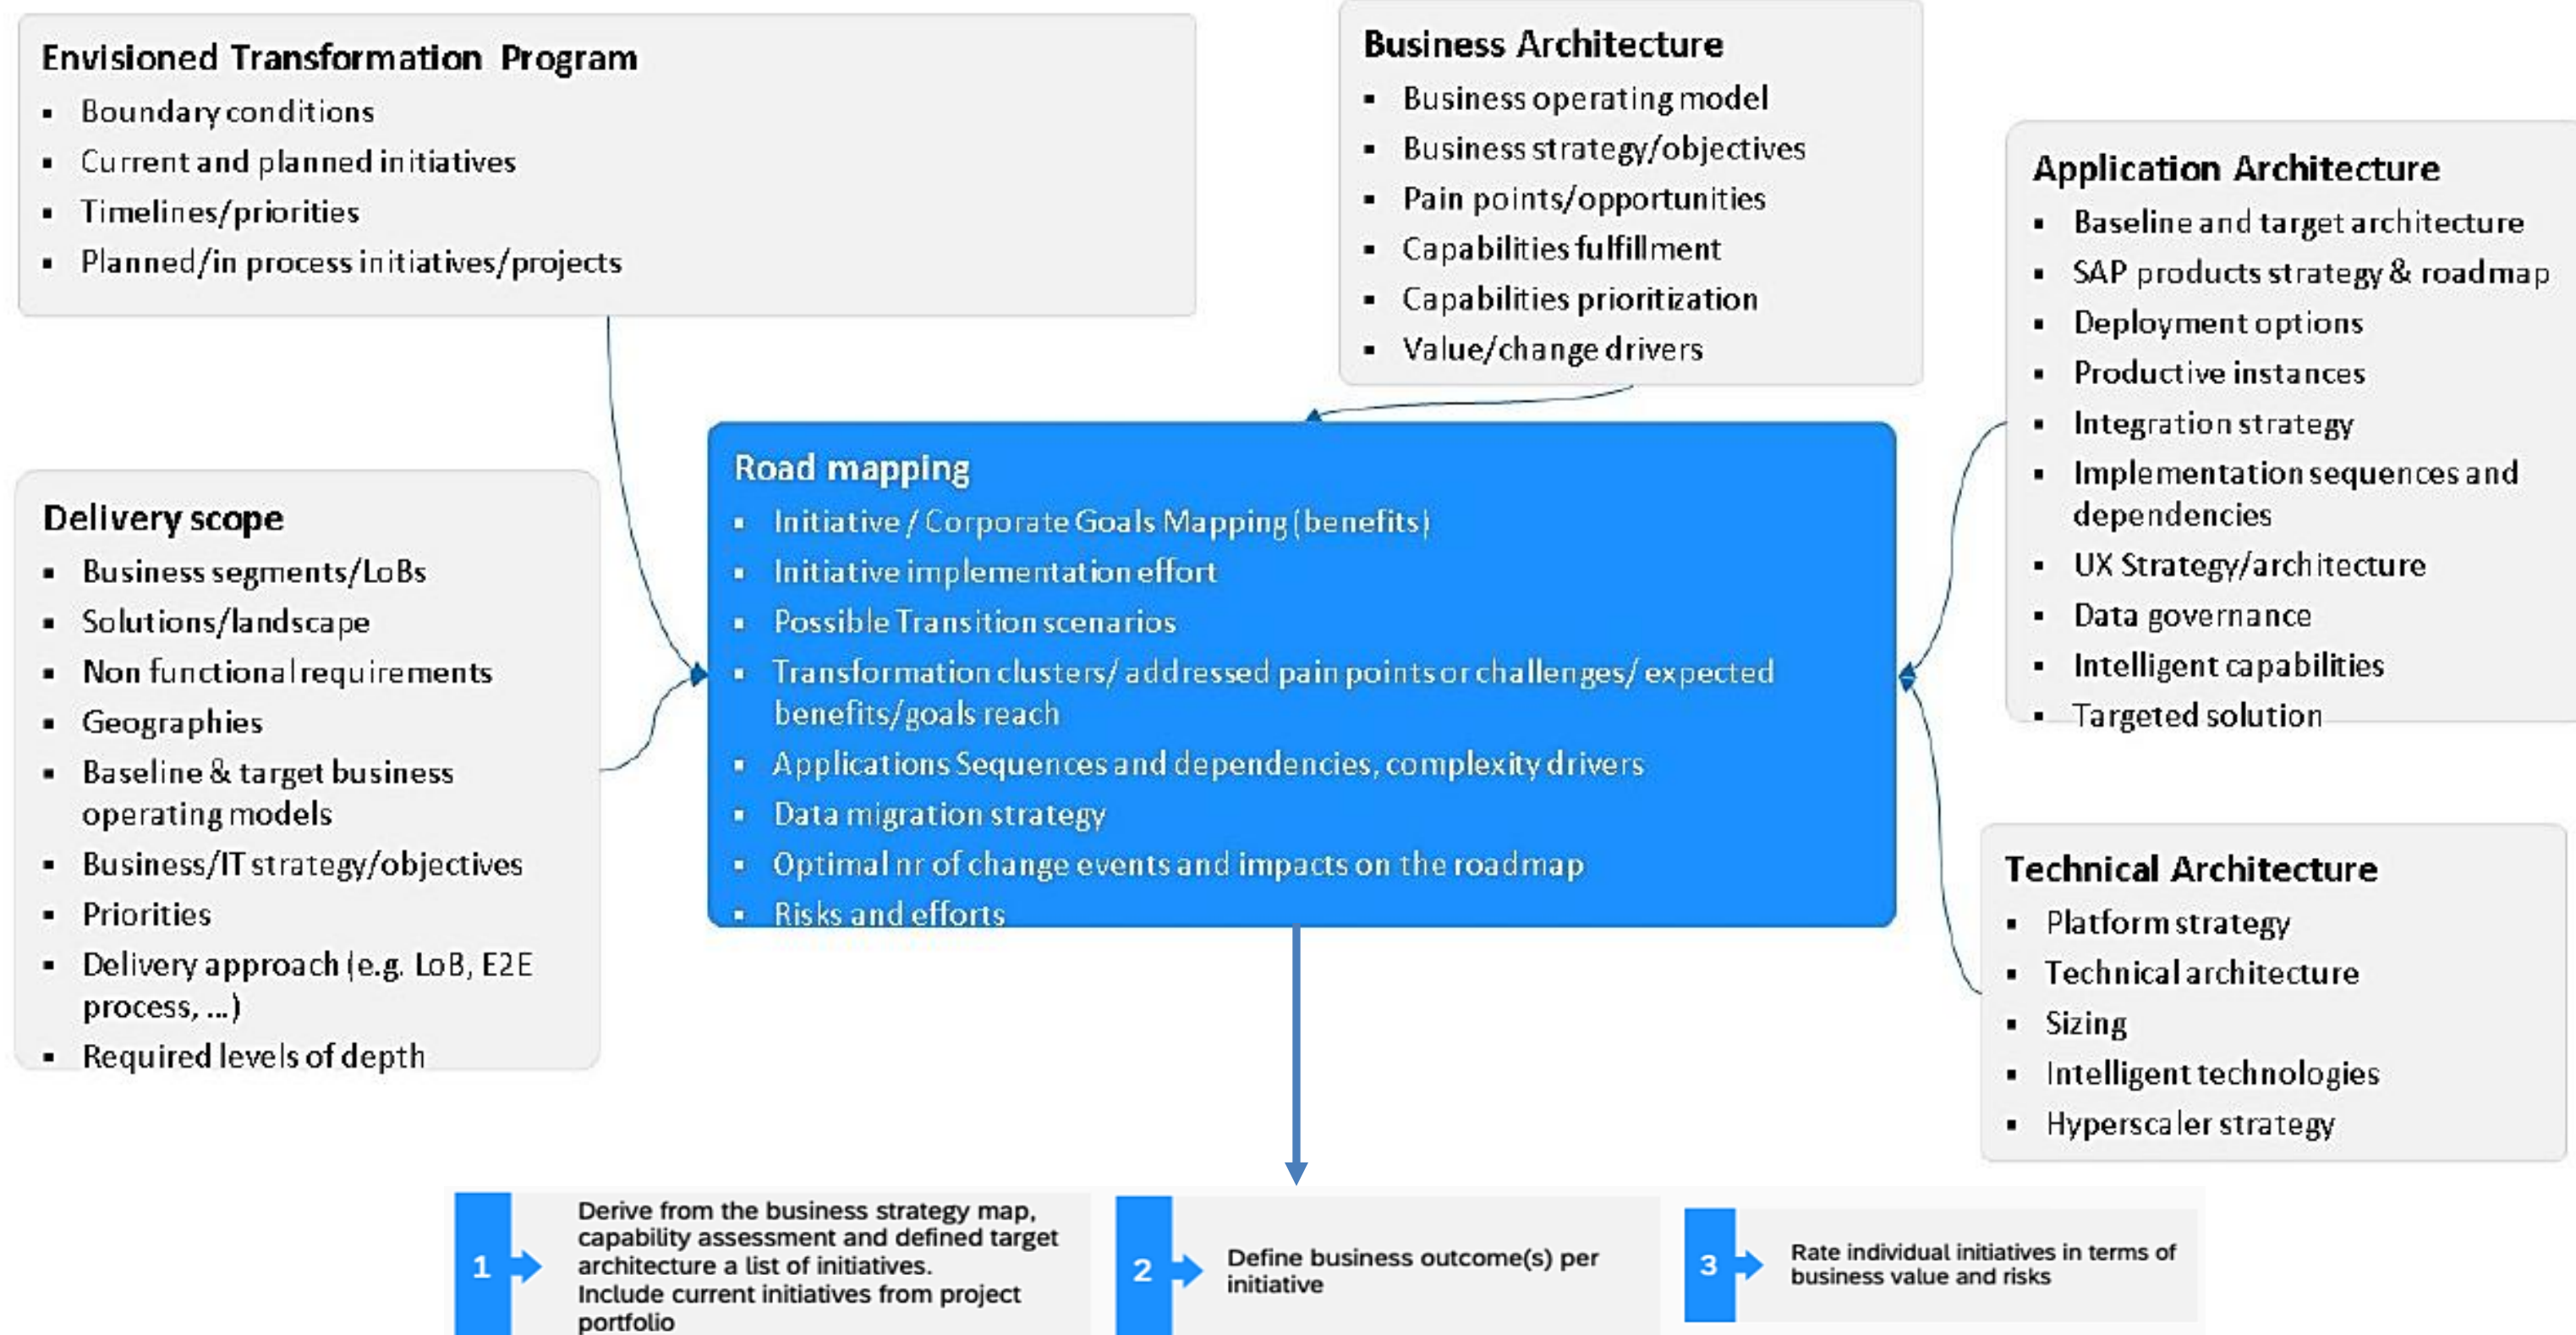 Envisioned Transformation Program
▪ Boundary conditions
▪ Current and planned initiatives
▪ Timelines/priorities
▪ Planned/in process initiatives/projects
Business Architecture
▪ Business operating model
▪ Business strategy/objectives
▪ Pain points/opportunities
▪ Capabilities fulfillment
▪ Capabilities prioritization
▪ Value/change drivers
Application Architecture
▪ Baseline and target architecture
▪ SAP products strategy & roadmap
▪ Deployment options
▪ Productive instances
▪ Integration strategy
▪ Implementation sequences and
dependencies
▪ UX Strategy/architecture
▪ Data governance
▪ Intelligent capabilities
▪ Targeted solution
Delivery scope
▪ Business segments/LoBs
▪ Solutions/landscape
▪ Non functional requirements
▪ Geographies
▪ Baseline & target business
operating models
▪ Business/IT strategy/objectives
▪ Priorities
▪ Delivery approach (e.g. LoB, E2E
process, ...)
▪ Required levels of depth
Road mapping
▪ Initiative / Corporate Goals Mapping (benefits)
▪ Initiative implementation effort
▪ Possible Transition scenarios
▪ Transformation clusters/ addressed pain points or challenges/ expected
benefits/goals reach
▪ Applications Sequences and dependencies, complexity drivers
▪ Data migration strategy
▪ Optimal nr of change events and impacts on the roadmap
▪ Risks and efforts
Technical Architecture
▪ Platform strategy
▪ Technical architecture
▪ Sizing
▪ Intelligent technologies
▪ Hyperscaler strategy
1
Derive from the business strategy map,
capability assessment and defined target
architecture a list of initiatives.
Include current initiatives from project
portfolio
2
Define business outcome(s) per
initiative
3
Rate individual initiatives in terms of
business value and risks